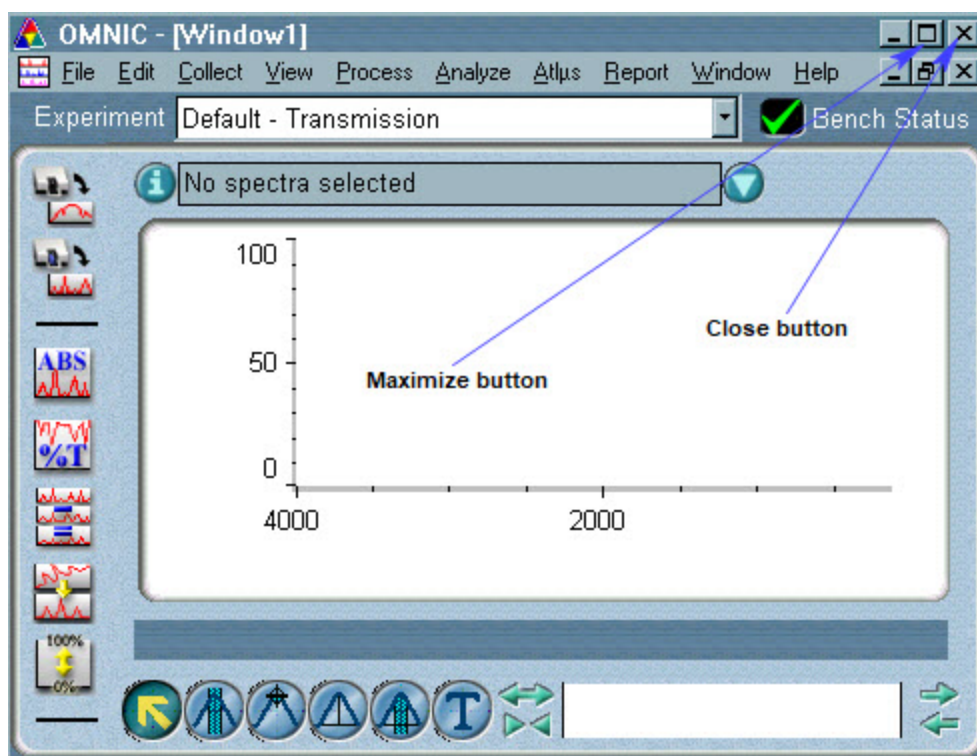 OMNIC - [Window1]
File Edit Collect View Process Analyze Atlµs Report Window Help
Experiment Default - Transmission Bench Status
No spectra selected
100
Close button
50
Maximize button
0
4000 2000
ABS
%T
100%
0%
T